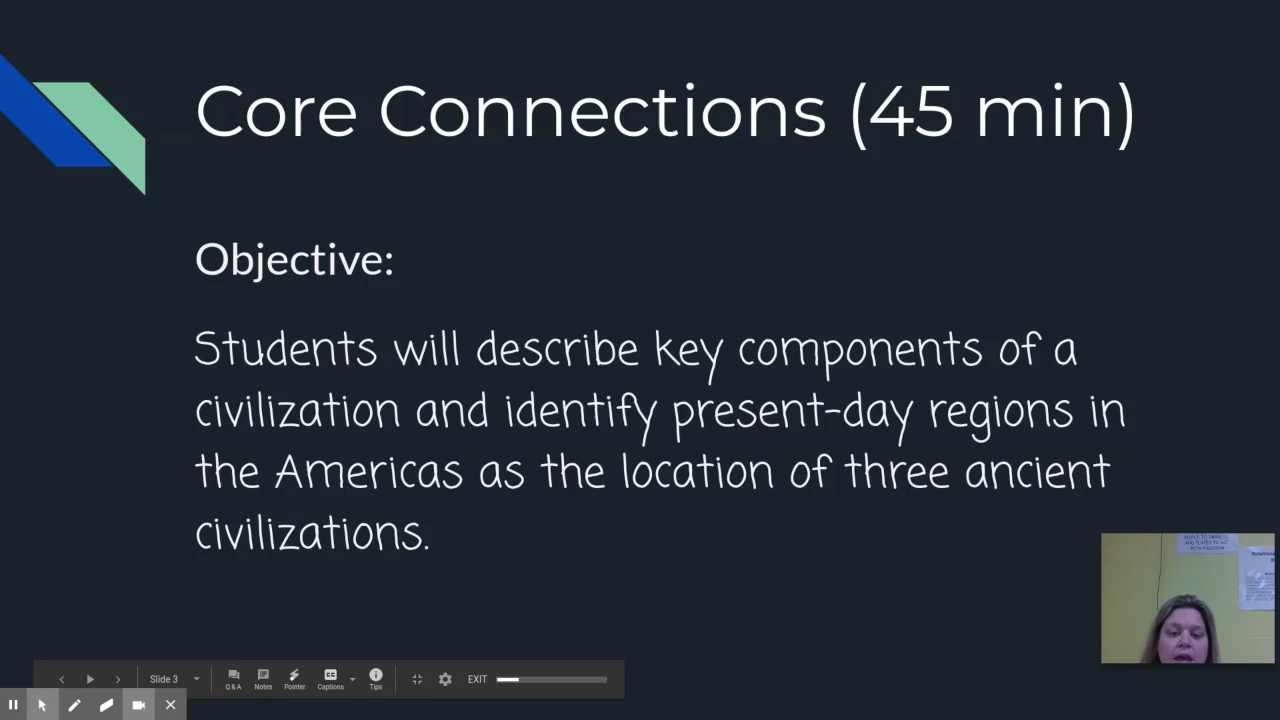 Core Connections (45 min)
Objective:
Students will describe key components of a
civilization and identify present-day regions in
the Americas as the location of three ancient
civilizations.
Slide 3
Q & A
Notes
Pointer
Captions
Tips
EXIT